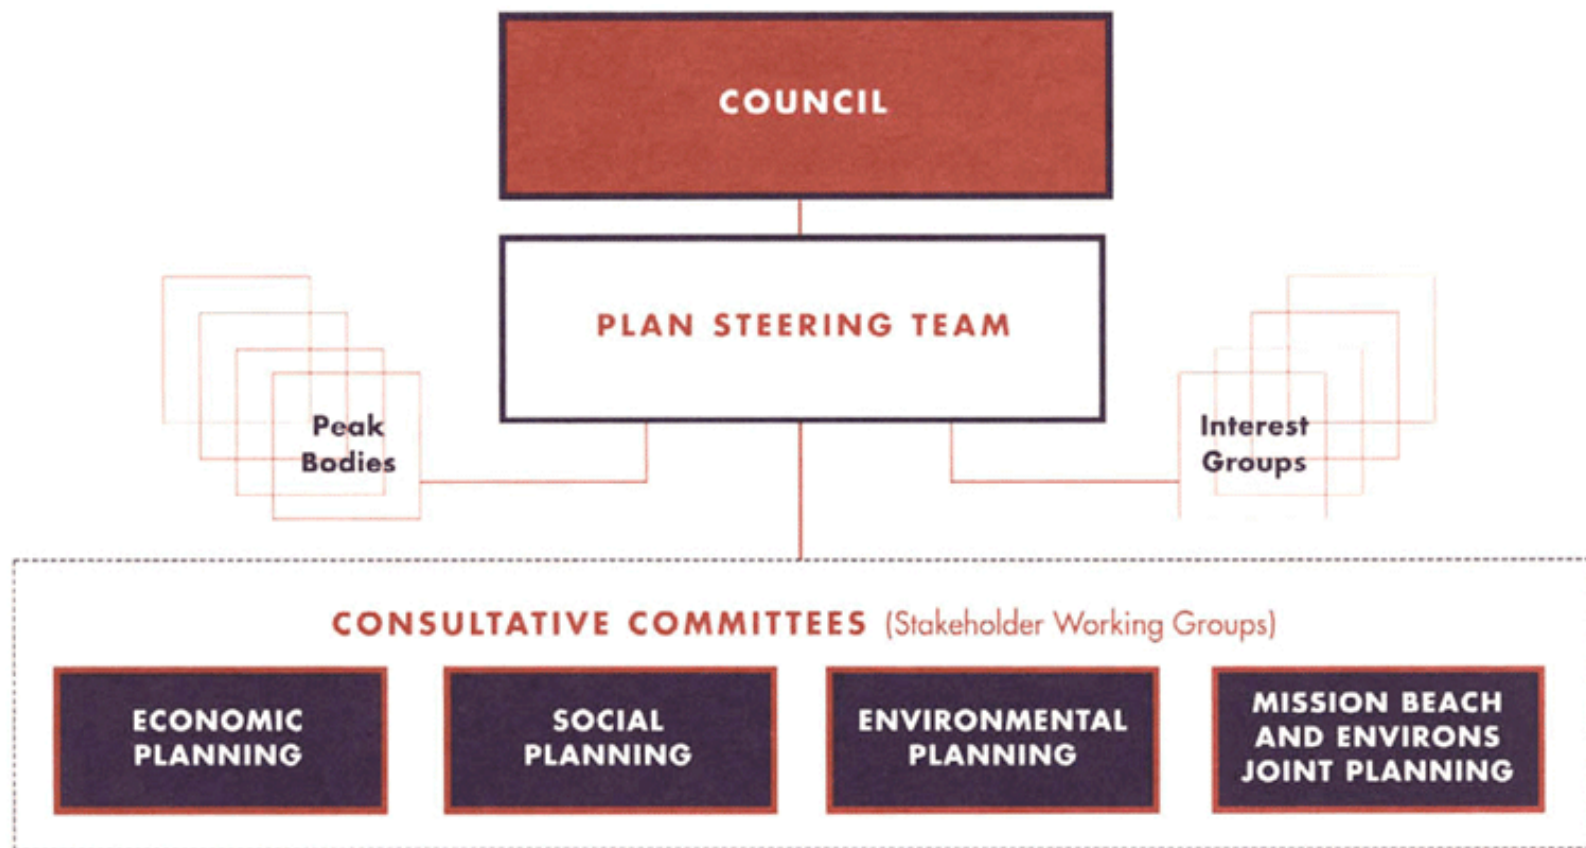 COUNCIL
PLAN STEERING TEAM
Peak
Bodies
Interest
Groups
CONSULTATIVE COMMITTEES (Stakeholder Working Groups)
ECONOMIC
PLANNING
SOCIAL
PLANNING
ENVIRONMENTAL
PLANNING
MISSION BEACH
AND ENVIRONS
JOINT PLANNING